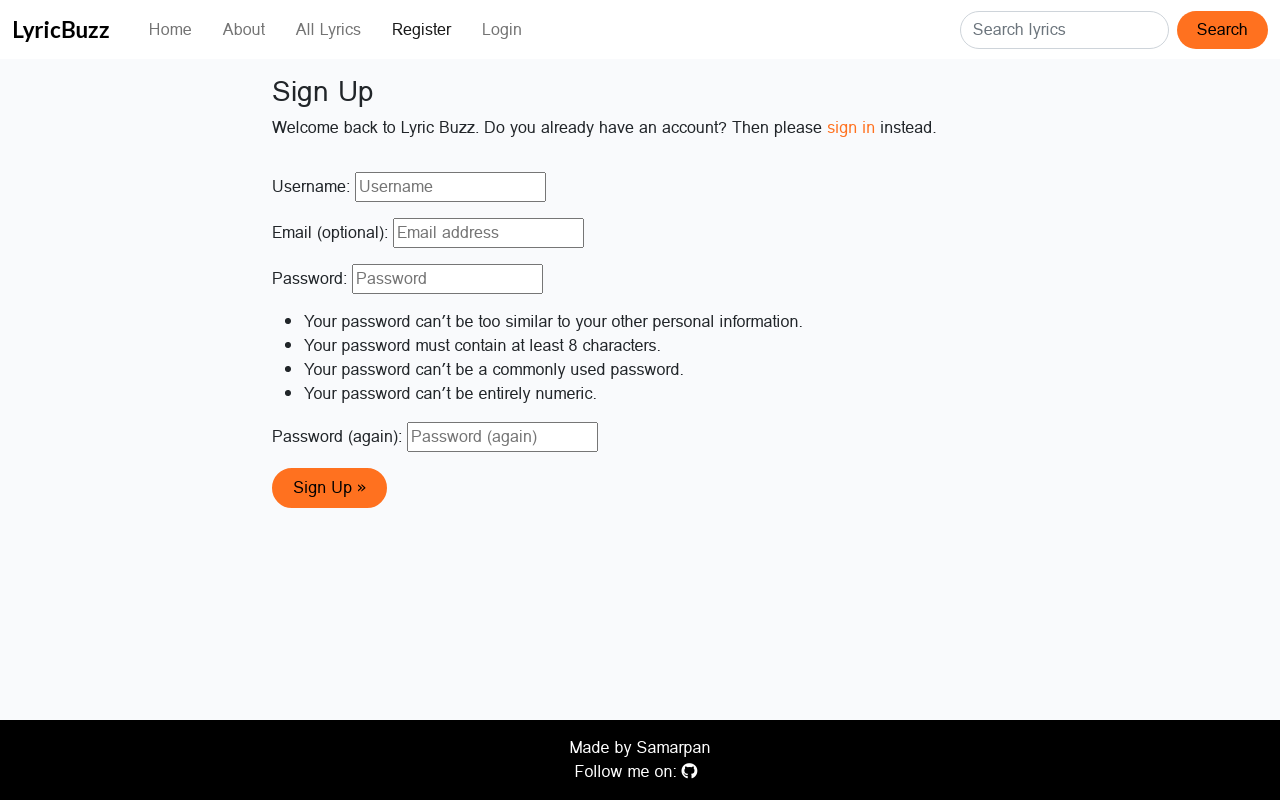 LyricBuzz Home About All Lyrics Register Login Search lyrics Search
Sign Up
Welcome back to Lyric Buzz. Do you already have an account? Then please sign in instead.
Username: Username
Email (optional): Email address
Password: Password
• Your password can’t be too similar to your other personal information.
• Your password must contain at least 8 characters.
• Your password can’t be a commonly used password.
• Your password can’t be entirely numeric.
Password (again): Password (again)
Sign Up »
Made by Samarpan
Follow me on: